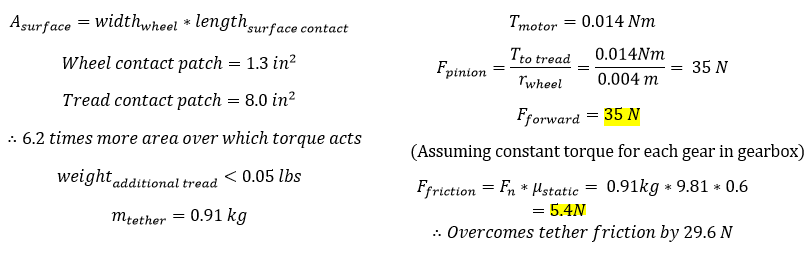 A_surface = width_wheel * length_surface contact
Wheel contact patch = 1.3 in²
Tread contact patch = 8.0 in²
∴ 6.2 times more area over which torque acts
weight_additional tread < 0.05 lbs
m_tether = 0.91 kg
T_motor = 0.014 Nm
F_pinion = T_to tread / r_wheel = 0.014Nm / 0.004 m = 35 N
F_forward = 35 N
(Assuming constant torque for each gear in gearbox)
F_friction = F_n * μ_static = 0.91kg * 9.81 * 0.6
= 5.4N
∴ Overcomes tether friction by 29.6 N